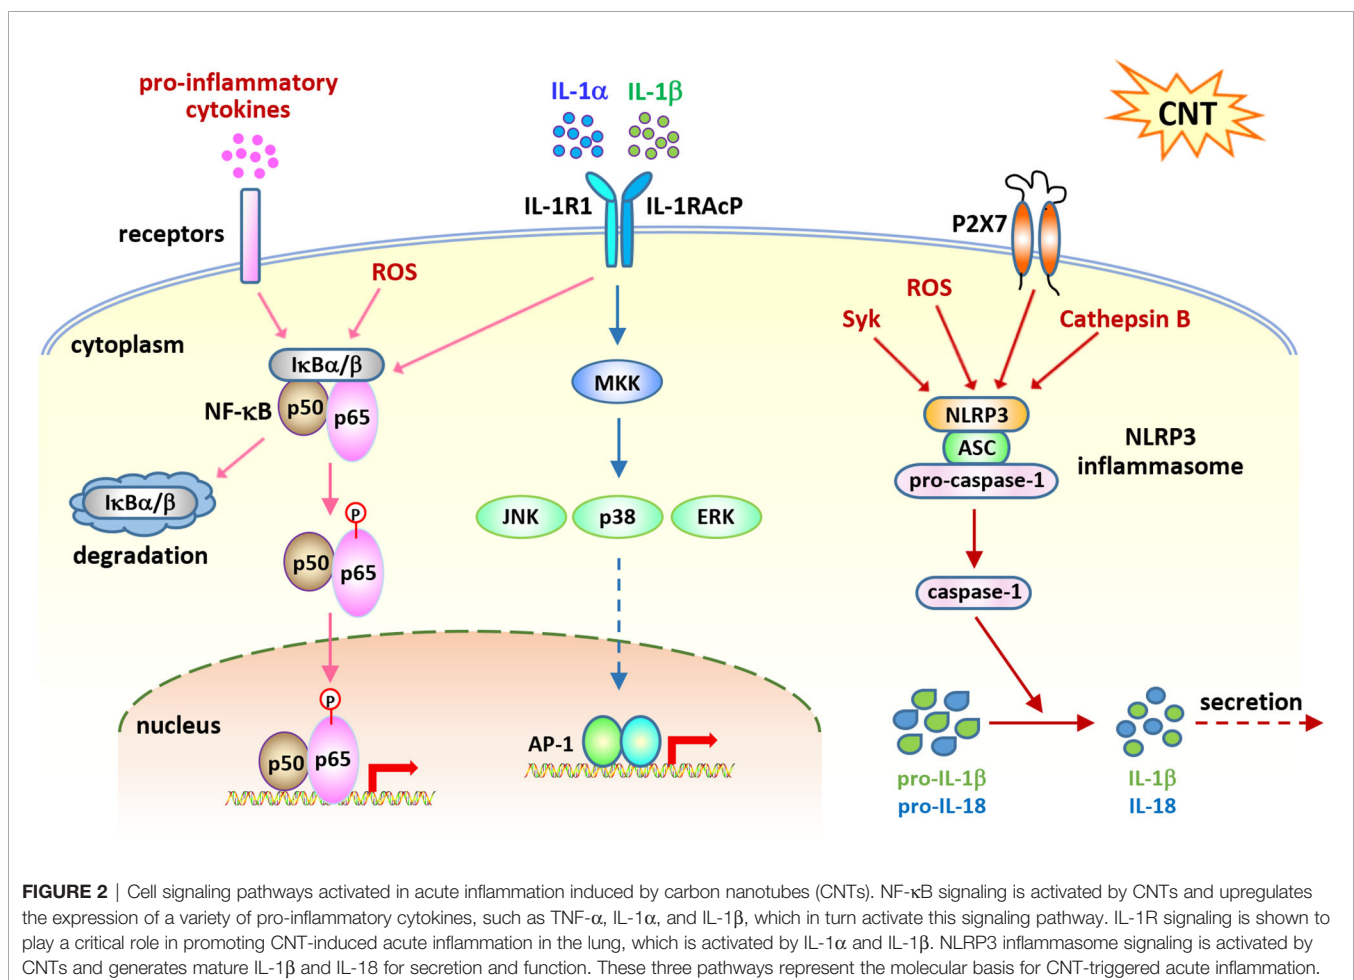 pro-inflammatory
cytokines
IL-1α
IL-1β
CNT
receptors
IL-1R1
IL-1RAcP
P2X7
ROS
ROS
Syk
Cathepsin B
cytoplasm
IκBα/β
NF-κB
p50
p65
MKK
NLRP3
ASC
pro-caspase-1
NLRP3
inflammasome
IκBα/β
degradation
P
p50
p65
JNK
p38
ERK
caspase-1
nucleus
P
p50
p65
AP-1
secretion
pro-IL-1β
pro-IL-18
IL-1β
IL-18
FIGURE 2 | Cell signaling pathways activated in acute inflammation induced by carbon nanotubes (CNTs). NF-κB signaling is activated by CNTs and upregulates
the expression of a variety of pro-inflammatory cytokines, such as TNF-α, IL-1α, and IL-1β, which in turn activate this signaling pathway. IL-1R signaling is shown to
play a critical role in promoting CNT-induced acute inflammation in the lung, which is activated by IL-1α and IL-1β. NLRP3 inflammasome signaling is activated by
CNTs and generates mature IL-1β and IL-18 for secretion and function. These three pathways represent the molecular basis for CNT-triggered acute inflammation.